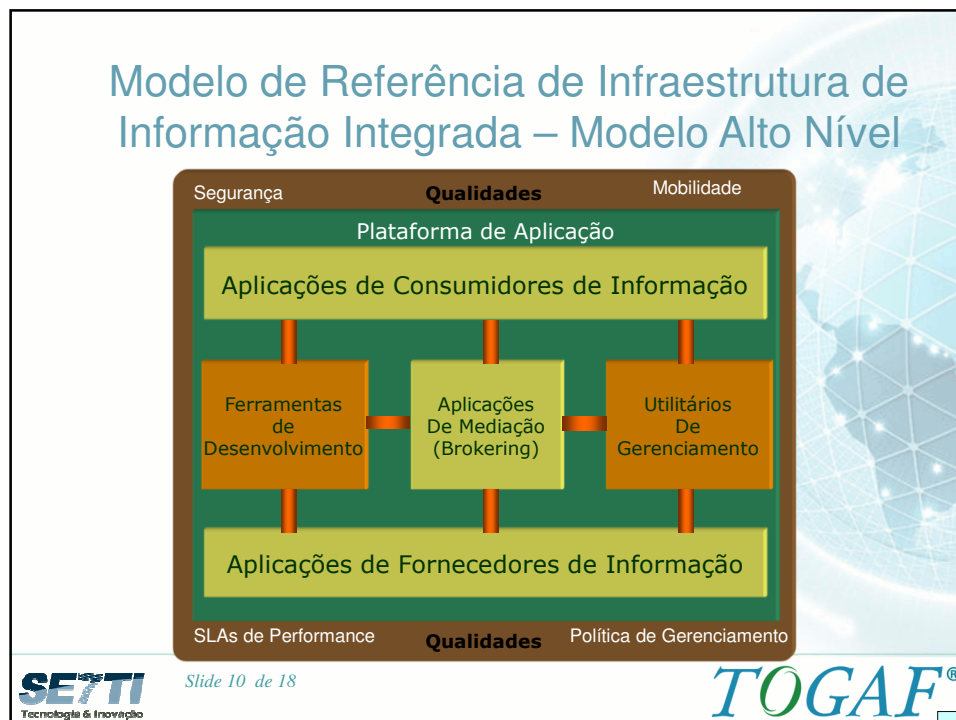 Modelo de Referência de Infraestrutura de
Informação Integrada – Modelo Alto Nível
Segurança
Qualidades
Mobilidade
Plataforma de Aplicação
Aplicações de Consumidores de Informação
Ferramentas
de
Desenvolvimento
Aplicações
De Mediação
(Brokering)
Utilitários
De
Gerenciamento
Aplicações de Fornecedores de Informação
SLAs de Performance
Qualidades
Política de Gerenciamento
Tecnologia & Inovação
Slide 10 de 18
TOGAF®